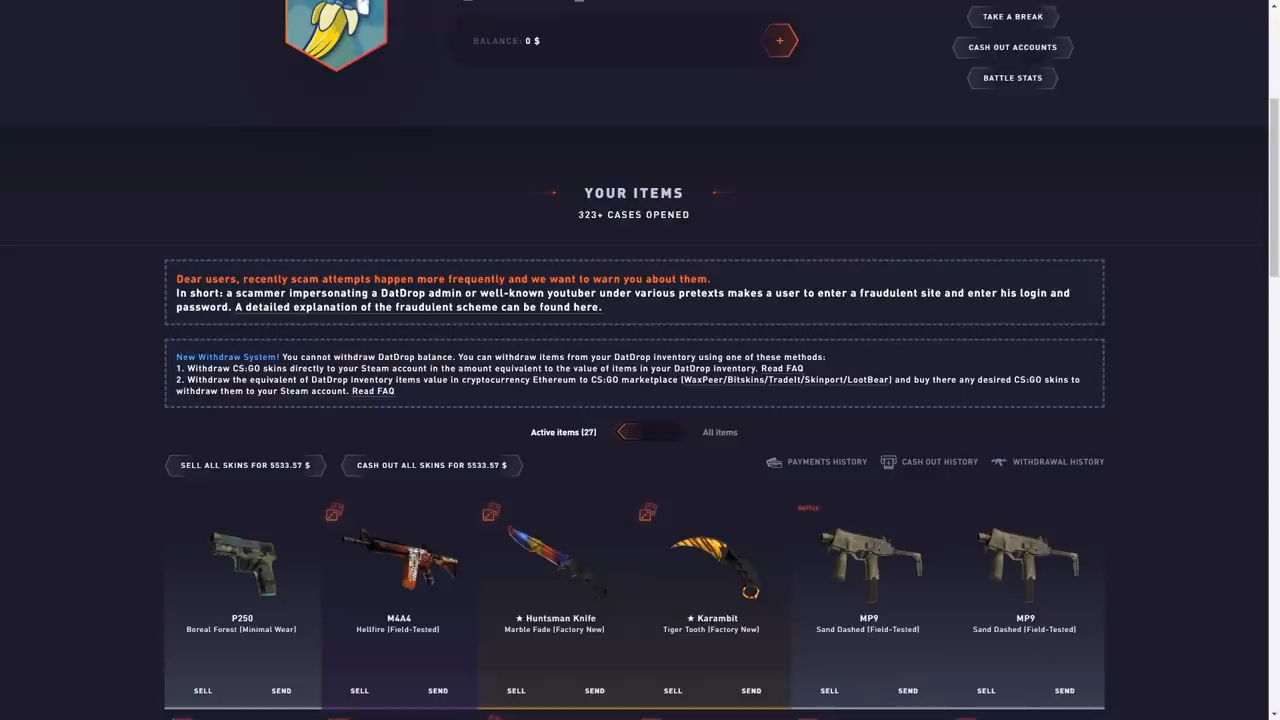 TAKE A BREAK
BALANCE: 0 $
+
CASH OUT ACCOUNTS
BATTLE STATS
YOUR ITEMS
323+ CASES OPENED
Dear users, recently scam attempts happen more frequently and we want to warn you about them.
In short: a scammer impersonating a DatDrop admin or well-known youtuber under various pretexts makes a user to enter a fraudulent site and enter his login and
password. A detailed explanation of the fraudulent scheme can be found here.
New Withdraw System! You cannot withdraw DatDrop balance. You can withdraw items from your DatDrop inventory using one of these methods:
1. Withdraw CS:GO skins directly to your Steam account in the amount equivalent to the value of items in your DatDrop inventory. Read FAQ
2. Withdraw the equivalent of DatDrop inventory items value in cryptocurrency Ethereum to CS:GO marketplace (WaxPeer/Bitskins/TradeIt/Skinport/LootBear) and buy there any desired CS:GO skins to
withdraw them to your Steam account. Read FAQ
Active items (27) All items
SELL ALL SKINS FOR 5533.57 $ CASH OUT ALL SKINS FOR 5533.57 $ PAYMENTS HISTORY CASH OUT HISTORY WITHDRAWAL HISTORY
BATTLE
P250 M4A4 ★ Huntsman Knife ★ Karambit MP9 MP9
Boreal Forest (Minimal Wear) Hellfire (Field-Tested) Marble Fade (Factory New) Tiger Tooth (Factory New) Sand Dashed (Field-Tested) Sand Dashed (Field-Tested)
SELL SEND SELL SEND SELL SEND SELL SEND SELL SEND SELL SEND